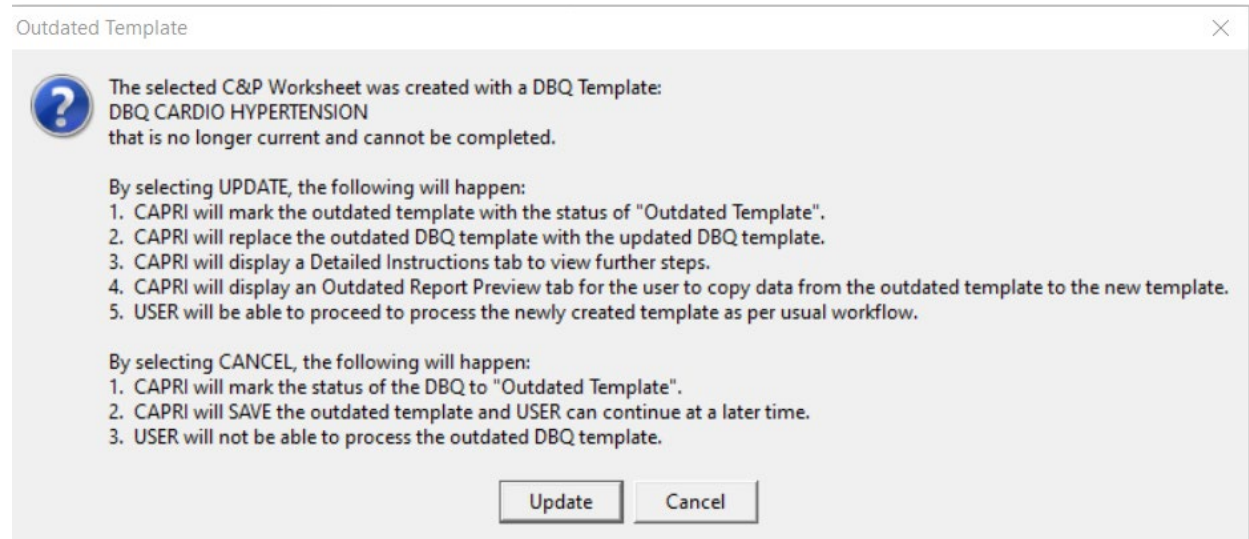 Outdated Template
The selected C&P Worksheet was created with a DBQ Template:
DBQ CARDIO HYPERTENSION
that is no longer current and cannot be completed.
By selecting UPDATE, the following will happen:
1. CAPRI will mark the outdated template with the status of "Outdated Template".
2. CAPRI will replace the outdated DBQ template with the updated DBQ template.
3. CAPRI will display a Detailed Instructions tab to view further steps.
4. CAPRI will display an Outdated Report Preview tab for the user to copy data from the outdated template to the new template.
5. USER will be able to proceed to process the newly created template as per usual workflow.
By selecting CANCEL, the following will happen:
1. CAPRI will mark the status of the DBQ to "Outdated Template".
2. CAPRI will SAVE the outdated template and USER can continue at a later time.
3. USER will not be able to process the outdated DBQ template.
Update Cancel